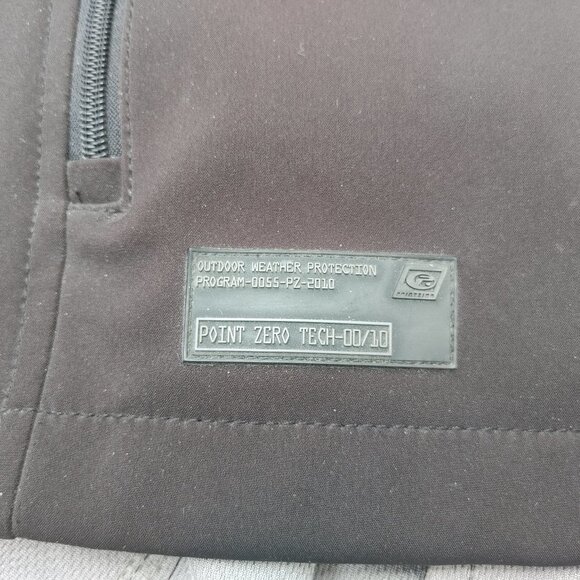 OUTDOOR WEATHER PROTECTION
PROGRAM-0055-PZ-2010
POINT ZERO TECH-00/10